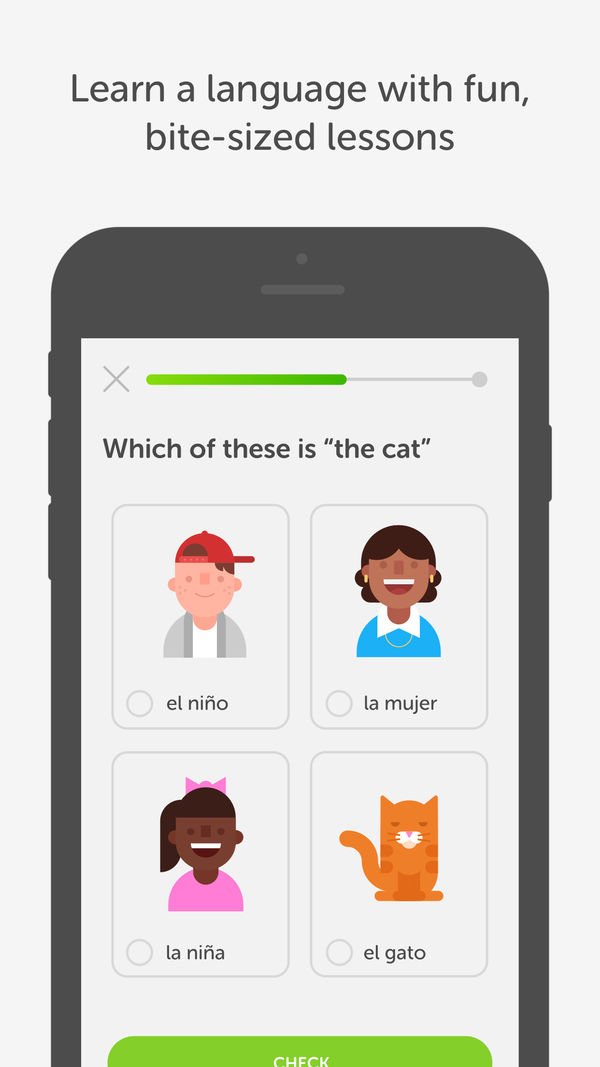 Learn a language with fun,
bite-sized lessons
Which of these is “the cat”
el niño
la mujer
la niña
el gato
CHECK